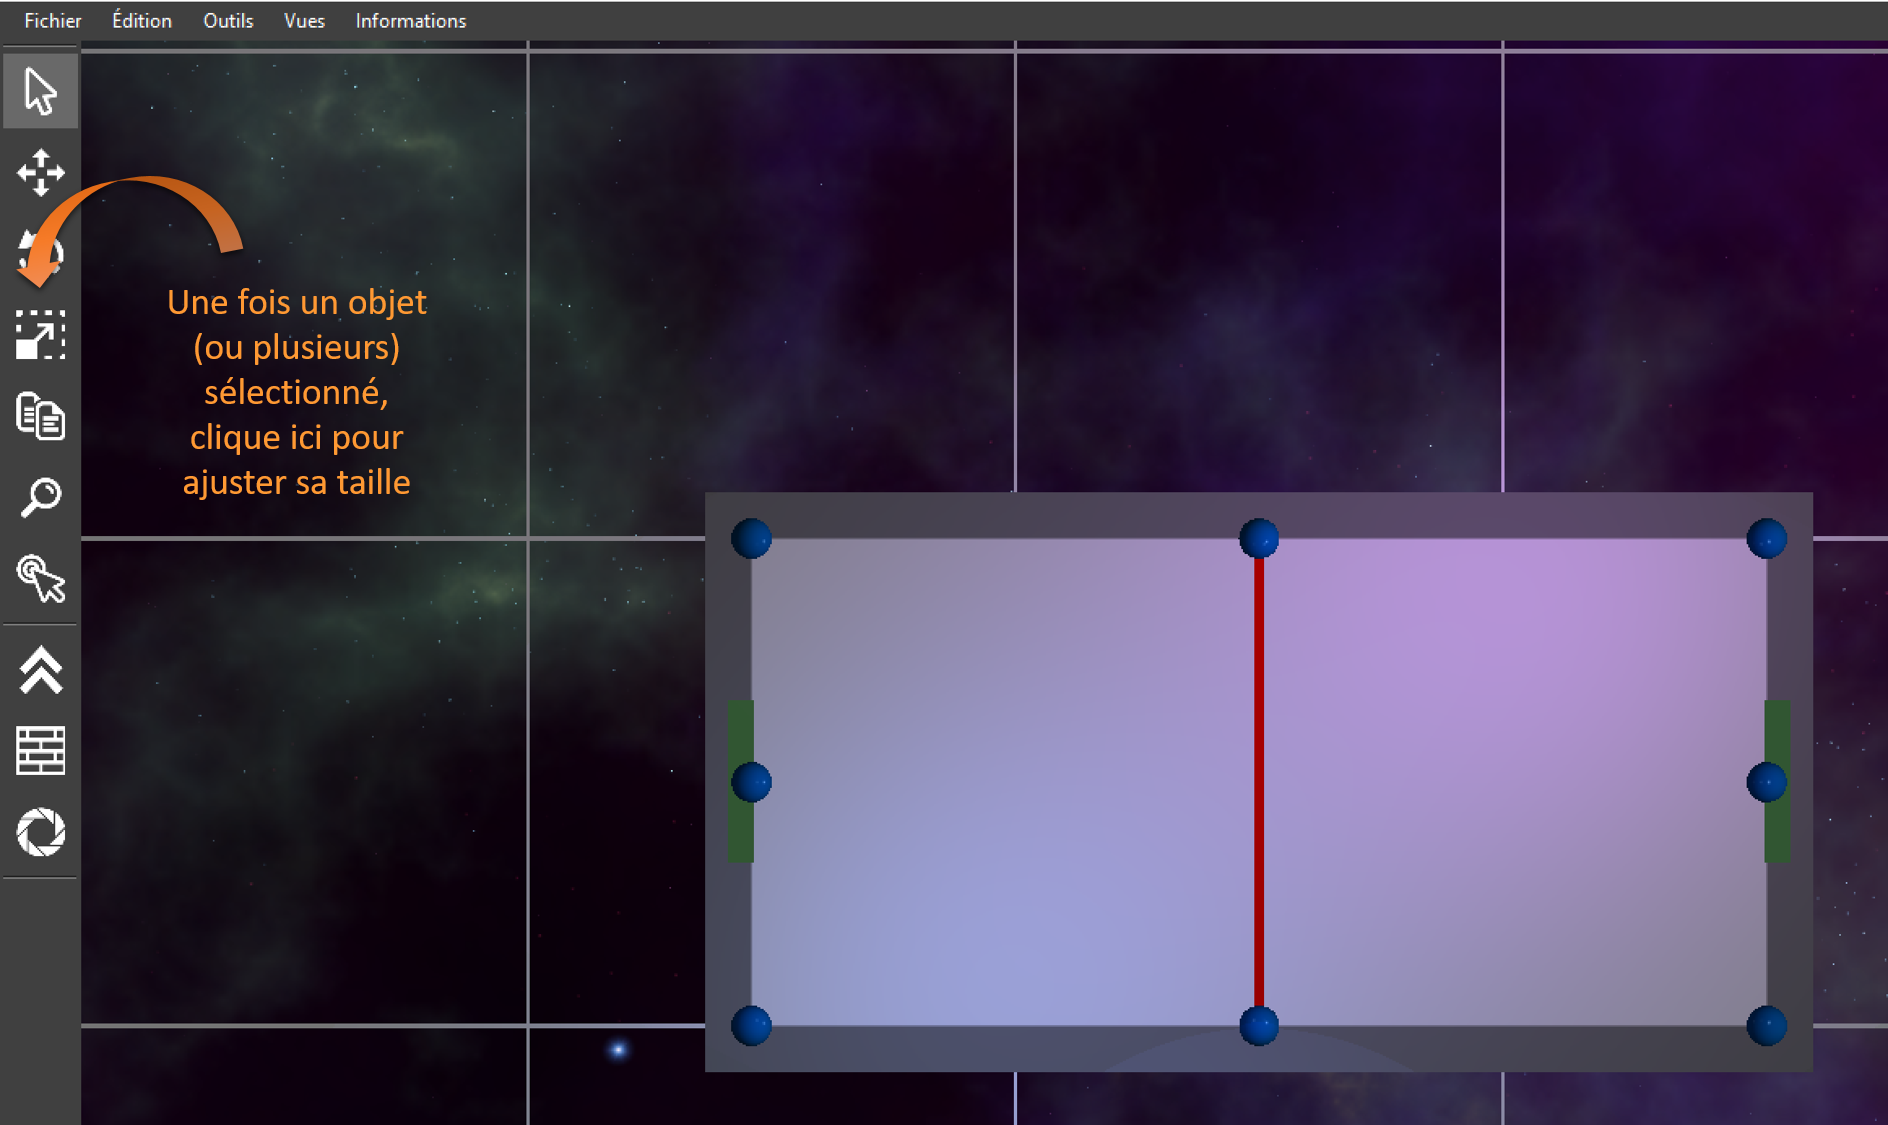 Fichier Édition Outils Vues Informations
Une fois un objet
(ou plusieurs)
sélectionné,
clique ici pour
ajuster sa taille